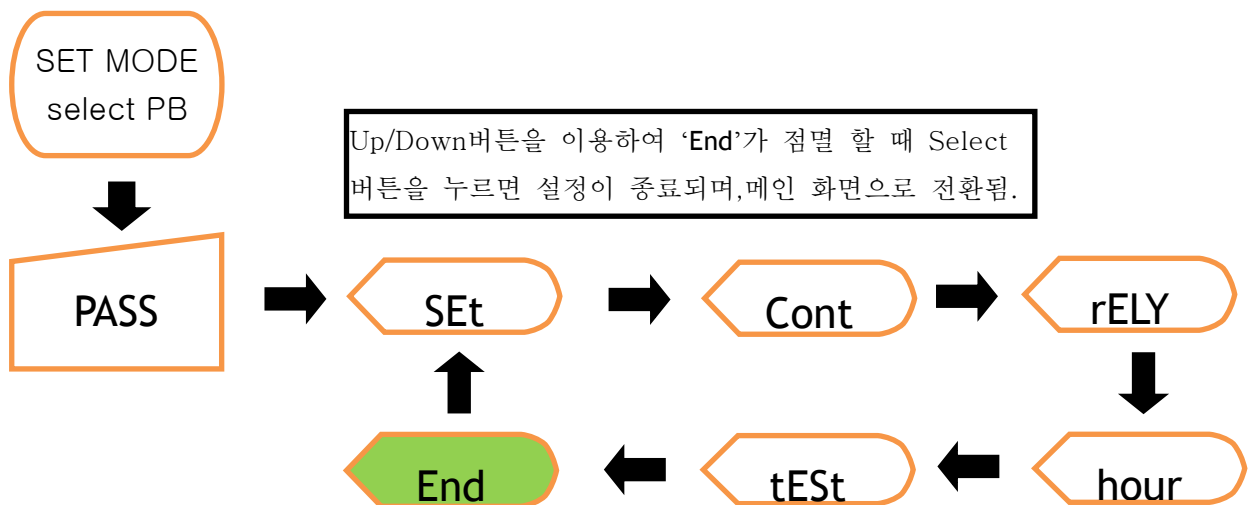 SET MODE
select PB
Up/Down버튼을 이용하여 ‘End’가 점멸 할 때 Select
버튼을 누르면 설정이 종료되며,메인 화면으로 전환됨.
PASS
SEt
Cont
rELY
End
tESt
hour